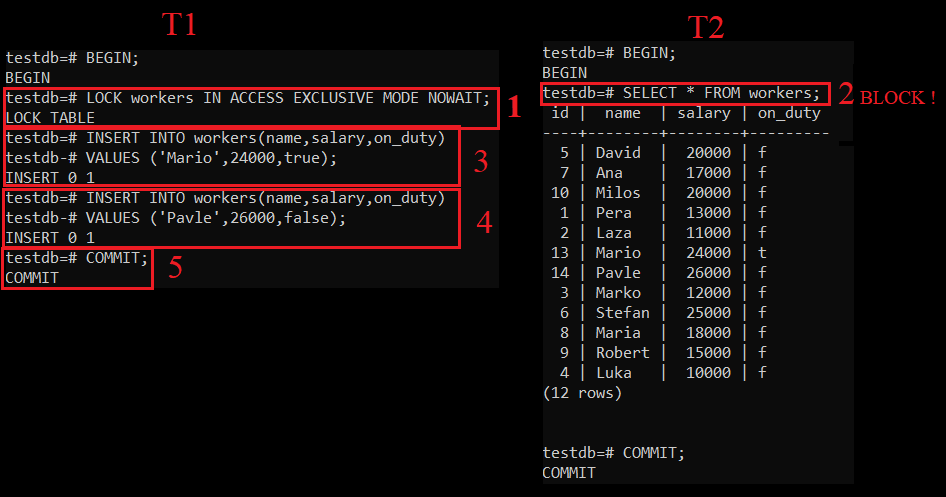 T1
testdb=# BEGIN;
BEGIN
testdb=# LOCK workers IN ACCESS EXCLUSIVE MODE NOWAIT;
LOCK TABLE
1
testdb=# INSERT INTO workers(name,salary,on_duty)
testdb-# VALUES ('Mario',24000,true);
INSERT 0 1
3
testdb=# INSERT INTO workers(name,salary,on_duty)
testdb-# VALUES ('Pavle',26000,false);
INSERT 0 1
4
testdb=# COMMIT;
COMMIT
5
T2
testdb=# BEGIN;
BEGIN
testdb=# SELECT * FROM workers;
2 BLOCK !
 id |  name  | salary | on_duty
----+--------+--------+---------
  5 | David  |  20000 | f
  7 | Ana    |  17000 | f
 10 | Milos  |  20000 | f
  1 | Pera   |  13000 | f
  2 | Laza   |  11000 | f
 13 | Mario  |  24000 | t
 14 | Pavle  |  26000 | f
  3 | Marko  |  12000 | f
  6 | Stefan |  25000 | f
  8 | Maria  |  18000 | f
  9 | Robert |  15000 | f
  4 | Luka   |  10000 | f
(12 rows)
testdb=# COMMIT;
COMMIT